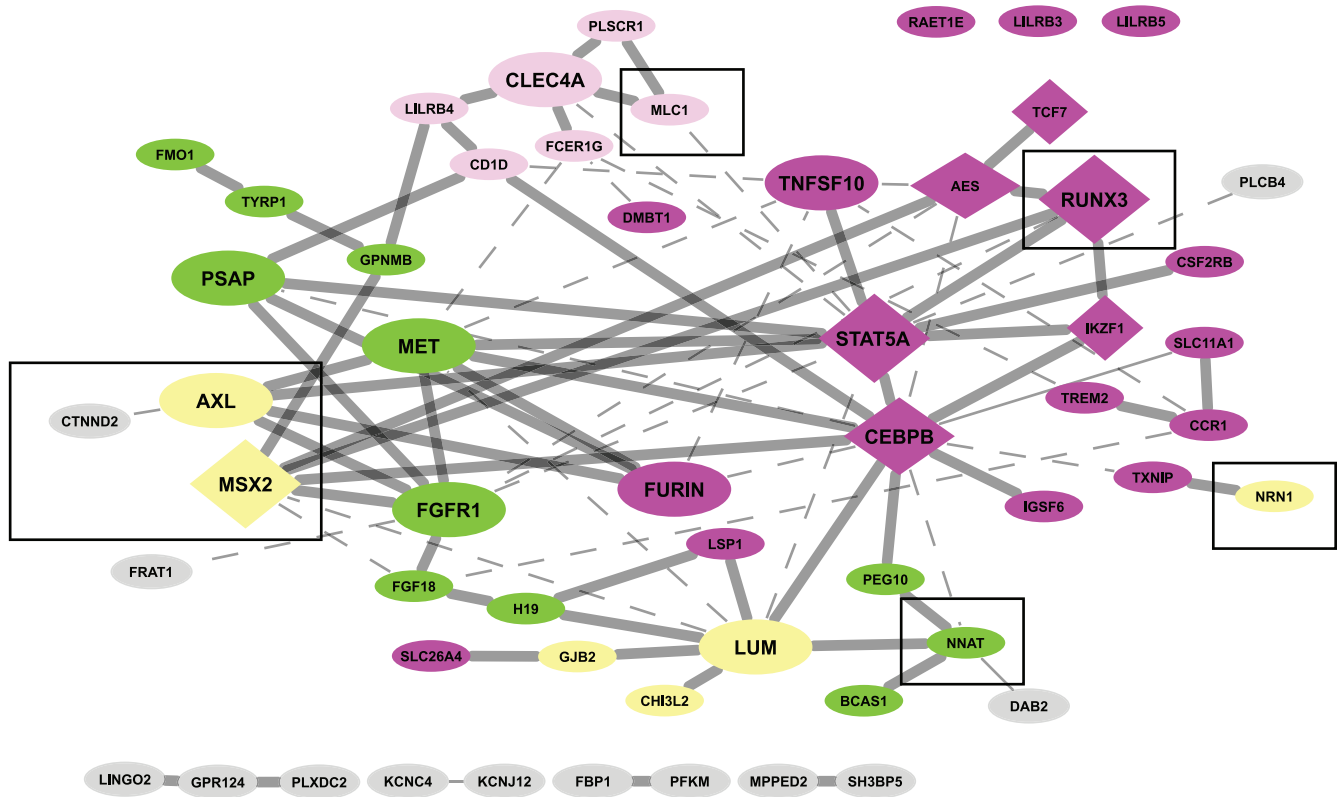 PLSCR1
RAET1E
LILRB3
LILRB5
CLEC4A
LILRB4
MLC1
TCF7
FMO1
FCER1G
CD1D
TNFSF10
AES
RUNX3
PLCB4
TYRP1
DMBT1
GPNMB
CSF2RB
PSAP
STAT5A
IKZF1
MET
SLC11A1
AXL
CTNND2
TREM2
CCR1
CEBPB
MSX2
FURIN
TXNIP
NRN1
FGFR1
IGSF6
LSP1
FRAT1
FGF18
PEG10
H19
LUM
NNAT
SLC26A4
GJB2
CHI3L2
BCAS1
DAB2
LINGO2
GPR124
PLXDC2
KCNC4
KCNJ12
FBP1
PFKM
MPPED2
SH3BP5